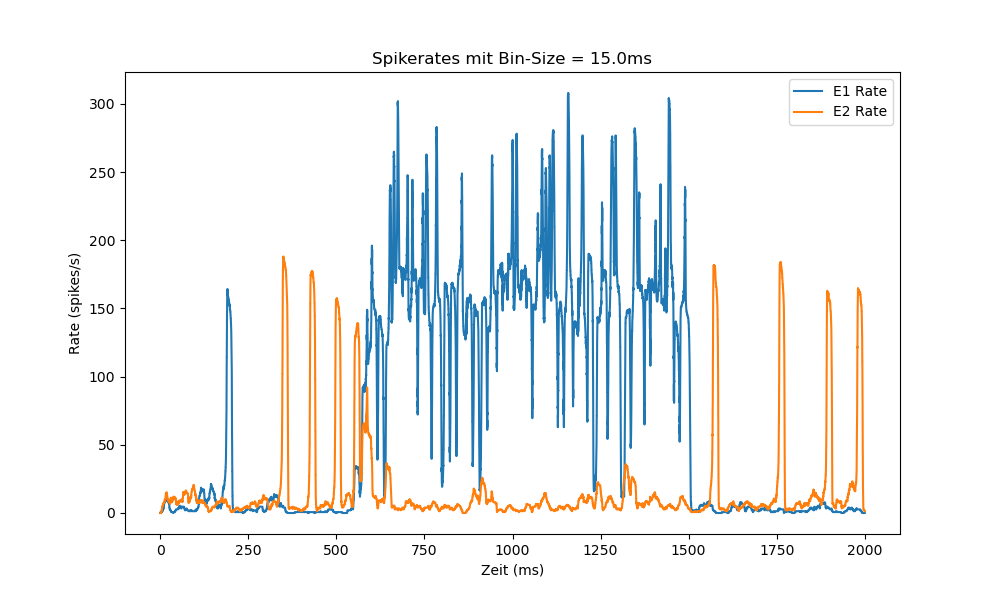 Spikerates mit Bin-Size = 15.0ms
E1 Rate
E2 Rate
Rate (spikes/s)
300
250
200
150
100
50
0
0 250 500 750 1000 1250 1500 1750 2000
Zeit (ms)